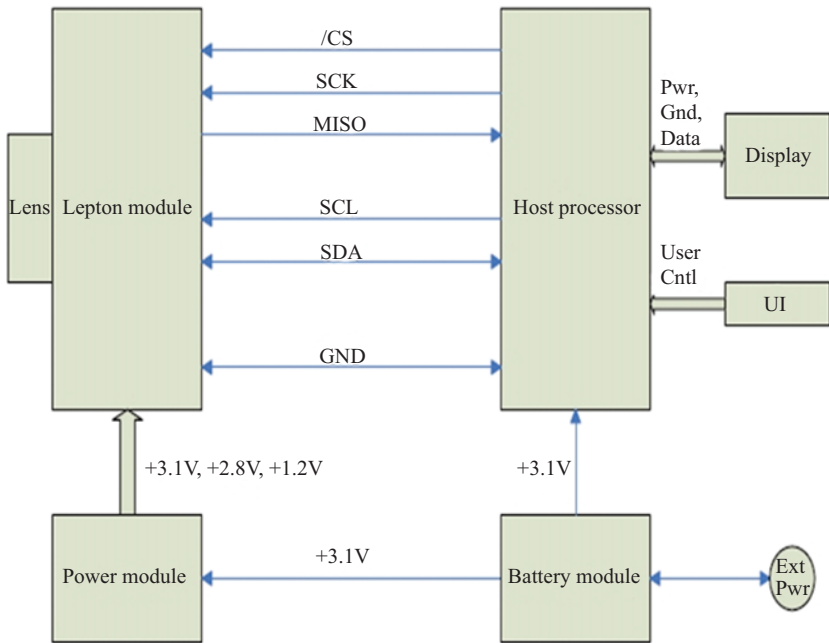 /CS
SCK
MISO
SCL
SDA
GND
Lens
Lepton module
Host processor
Pwr,
Gnd,
Data
Display
User
Cntl
UI
+3.1V, +2.8V, +1.2V
+3.1V
Power module
+3.1V
Battery module
Ext
Pwr